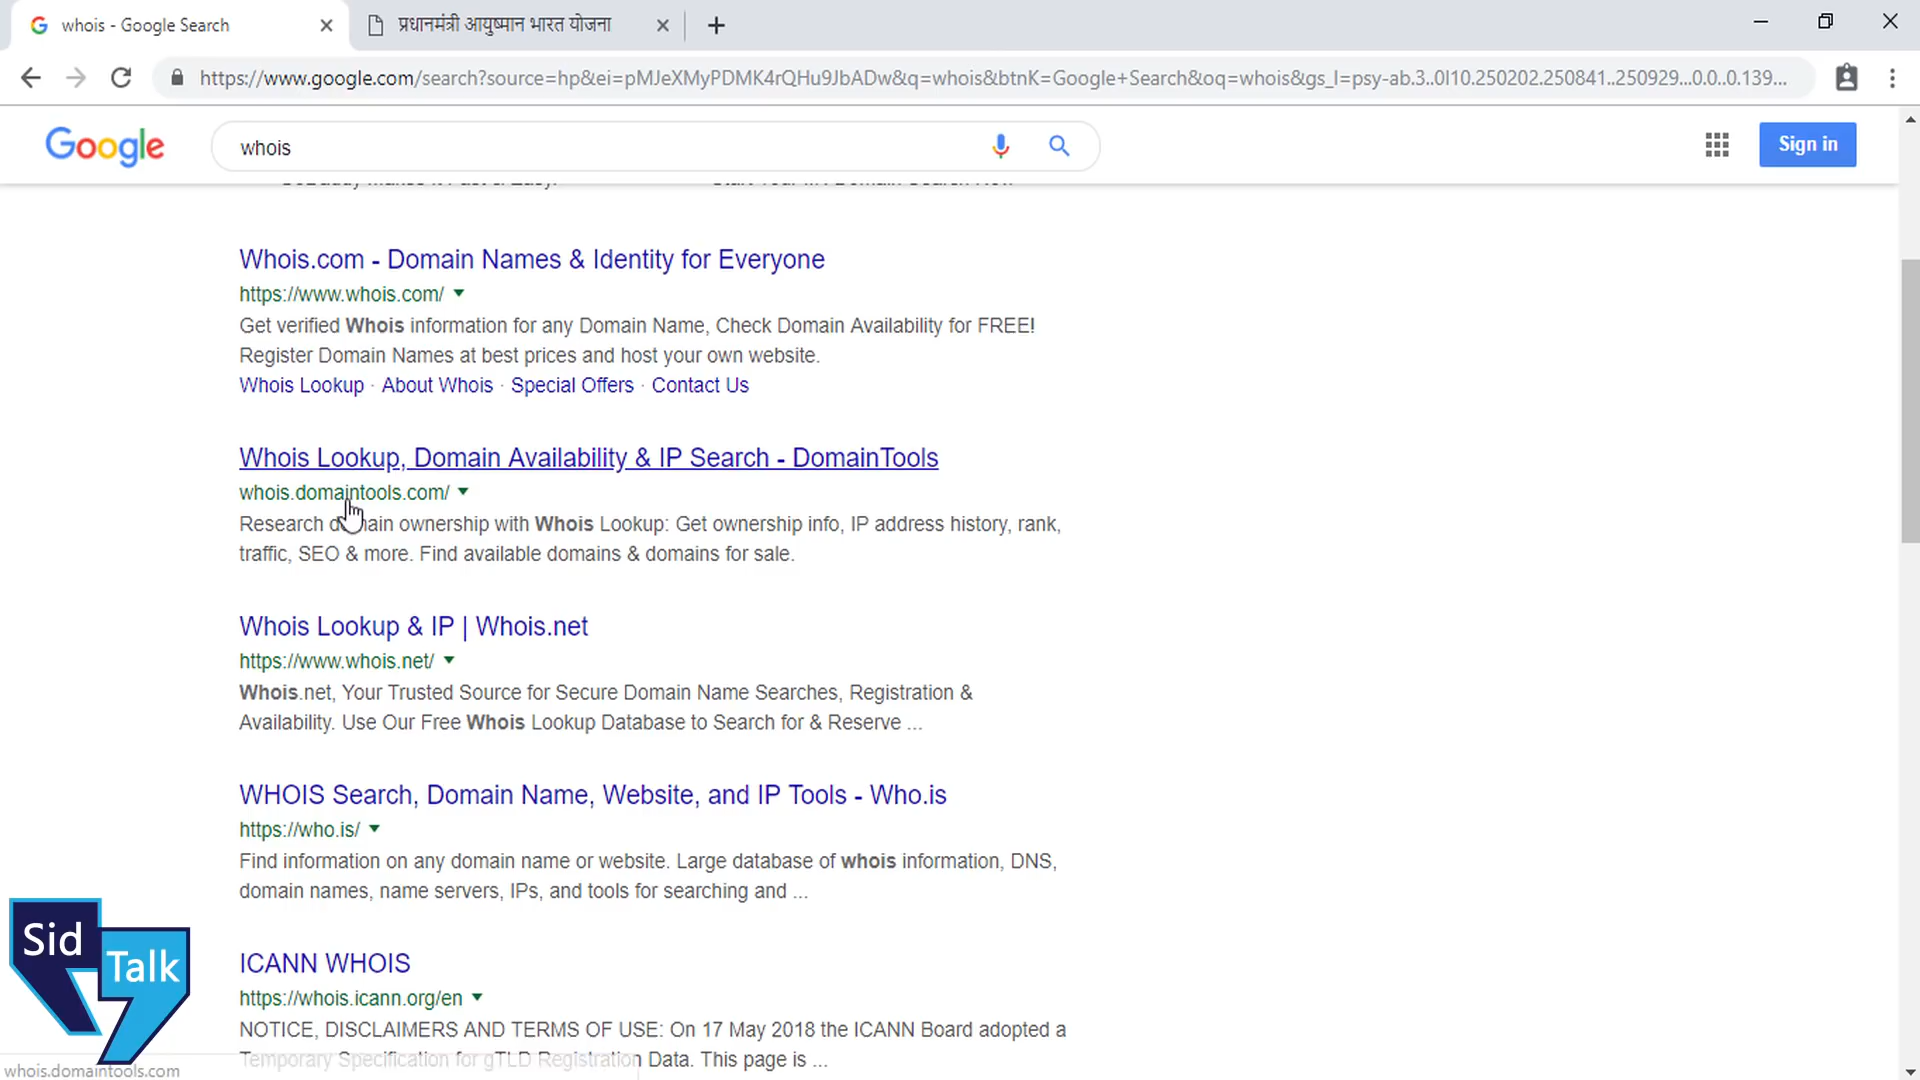 whois - Google Search
प्रधानमंत्री आयुष्मान भारत योजना
https://www.google.com/search?source=hp&ei=pMJeXMyPDMK4rQHu9JbADw&q=whois&btnK=Google+Search&oq=whois&gs_l=psy-ab.3..0l10.250202.250841..250929...0.0..0.139...
Google
whois
Sign in
Whois.com - Domain Names & Identity for Everyone
https://www.whois.com/
Get verified Whois information for any Domain Name, Check Domain Availability for FREE!
Register Domain Names at best prices and host your own website.
Whois Lookup · About Whois · Special Offers · Contact Us
Whois Lookup, Domain Availability & IP Search - DomainTools
whois.domaintools.com/
Research domain ownership with Whois Lookup: Get ownership info, IP address history, rank,
traffic, SEO & more. Find available domains & domains for sale.
Whois Lookup & IP | Whois.net
https://www.whois.net/
Whois.net, Your Trusted Source for Secure Domain Name Searches, Registration &
Availability. Use Our Free Whois Lookup Database to Search for & Reserve ...
WHOIS Search, Domain Name, Website, and IP Tools - Who.is
https://who.is/
Find information on any domain name or website. Large database of whois information, DNS,
domain names, name servers, IPs, and tools for searching and ...
ICANN WHOIS
https://whois.icann.org/en
NOTICE, DISCLAIMERS AND TERMS OF USE: On 17 May 2018 the ICANN Board adopted a
Temporary Specification for gTLD Registration Data. This page is ...
Sid
Talk
whois.domaintools.com